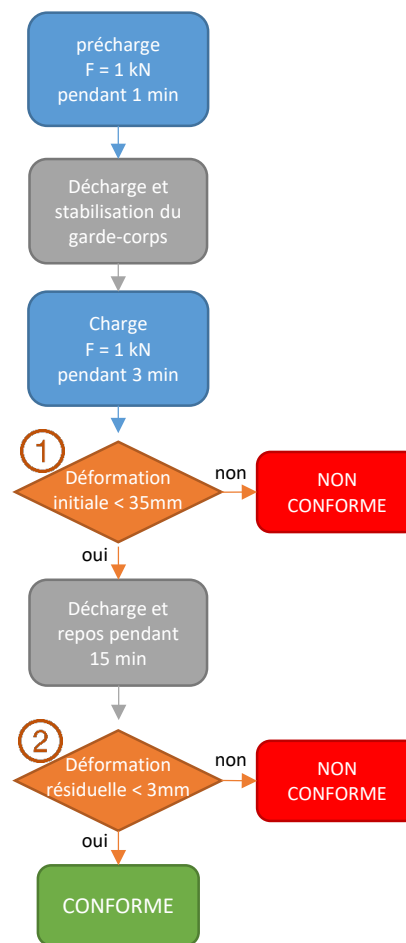 précharge
F = 1 kN
pendant 1 min
Décharge et
stabilisation du
garde-corps
Charge
F = 1 kN
pendant 3 min
1
Déformation
initiale < 35mm
non
NON
CONFORME
oui
Décharge et
repos pendant
15 min
2
Déformation
résiduelle < 3mm
non
NON
CONFORME
oui
CONFORME